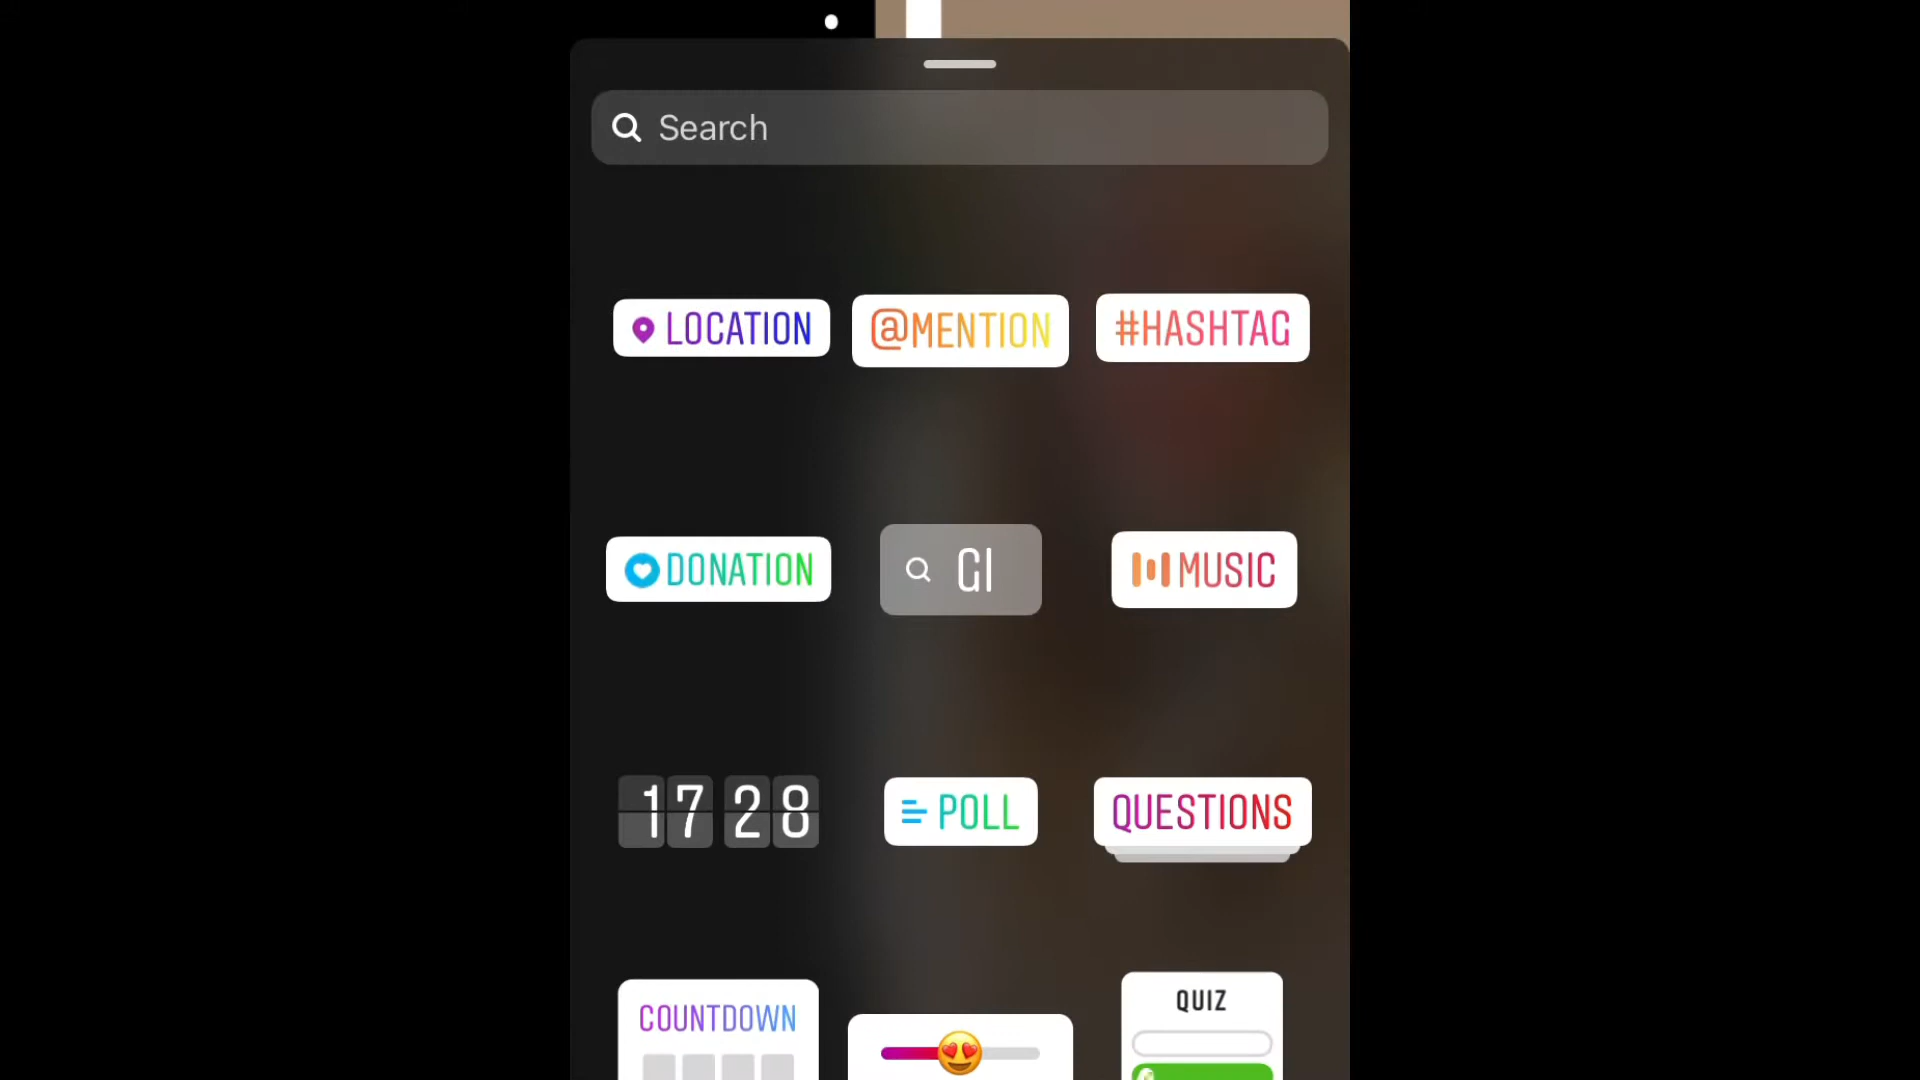 Search
LOCATION
@MENTION
#HASHTAG
DONATION
GI
MUSIC
17 28
POLL
QUESTIONS
COUNTDOWN
QUIZ